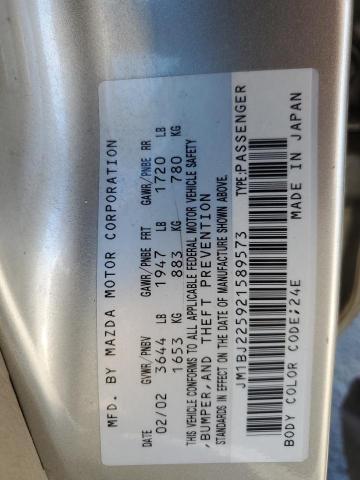 MFD. BY MAZDA MOTOR CORPORATION
DATE GVWR/PNBV GAWR/PNBE FRT GAWR/PNBE RR
02/02 3644 LB 1947 LB 1720 LB
1653 KG 883 KG 780 KG
THIS VEHICLE CONFORMS TO ALL APPLICABLE FEDERAL MOTOR VEHICLE SAFETY
, BUMPER, AND THEFT PREVENTION
STANDARDS IN EFFECT ON THE DATE OF MANUFACTURE SHOWN ABOVE.
JM1BJ225921589573 TYPE:PASSENGER
BODY COLOR CODE;24E MADE IN JAPAN